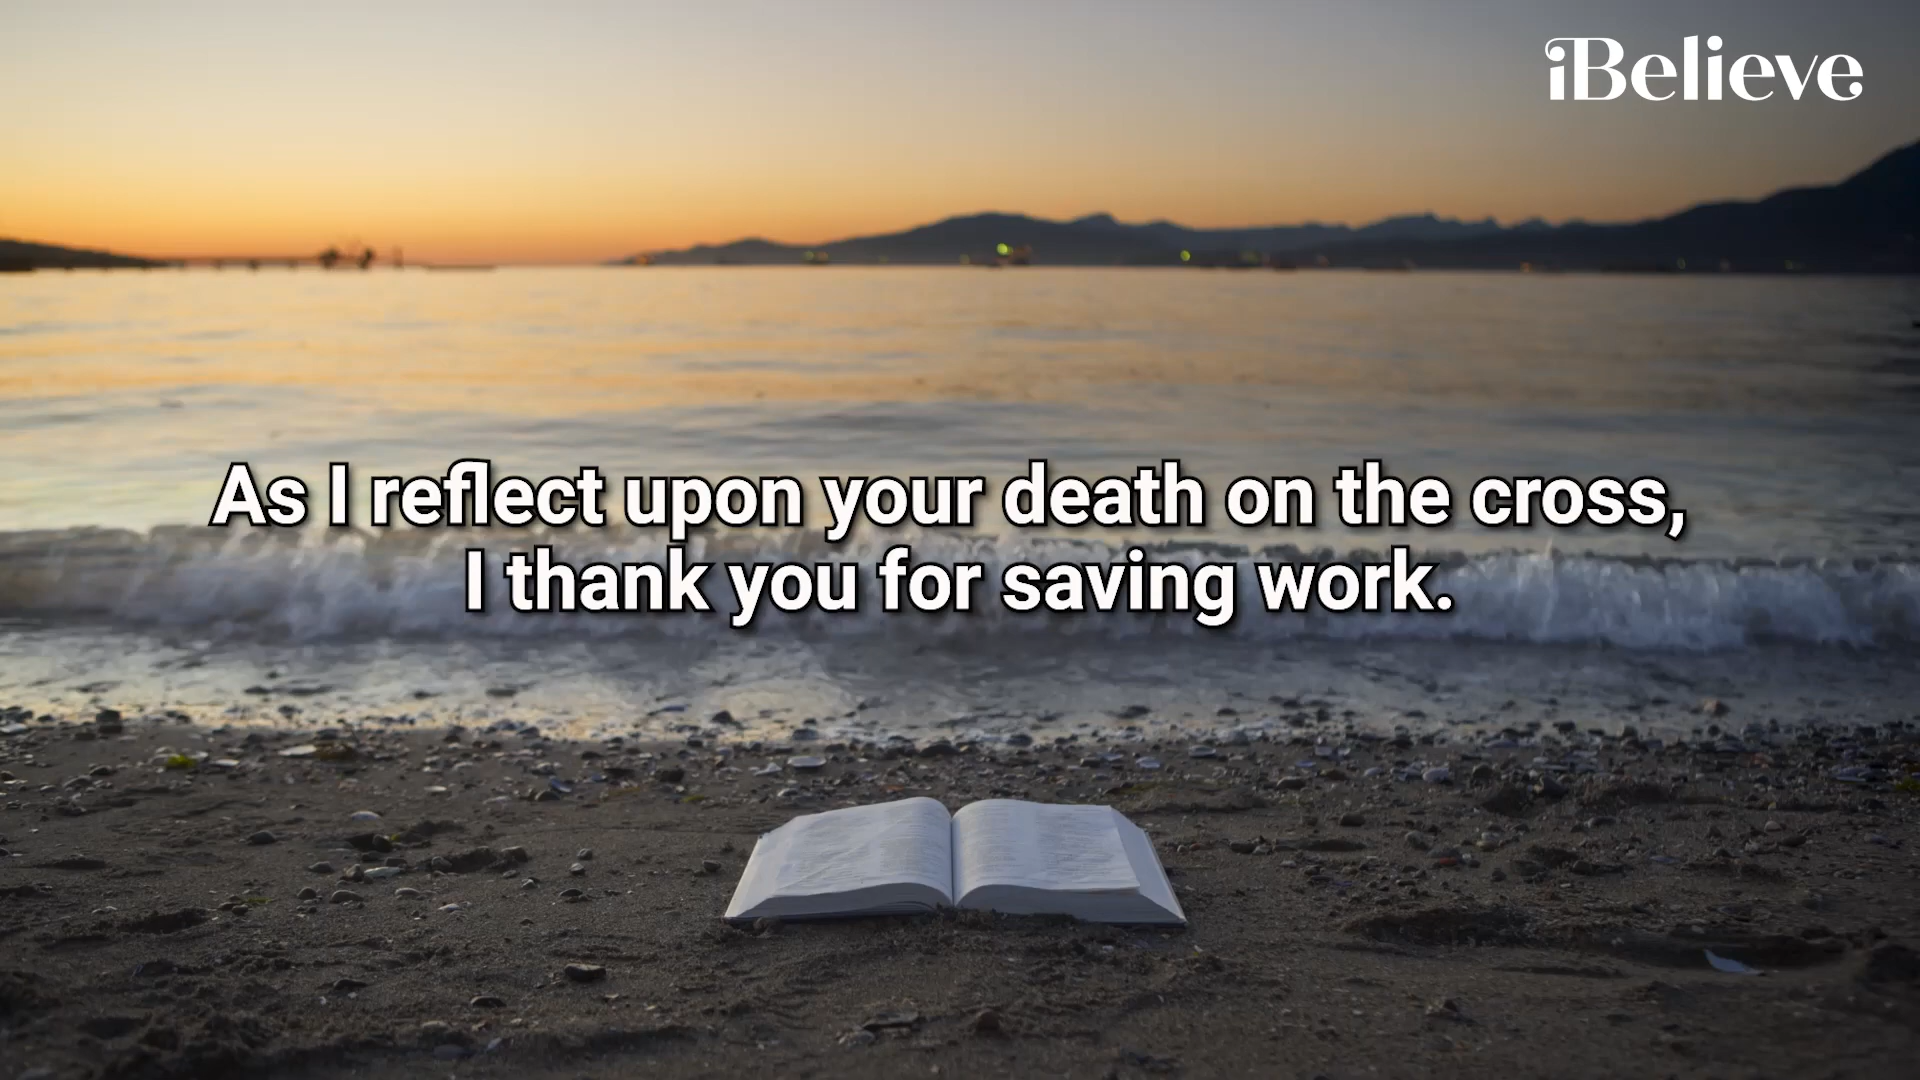 iBelieve
As I reflect upon your death on the cross,
I thank you for saving work.